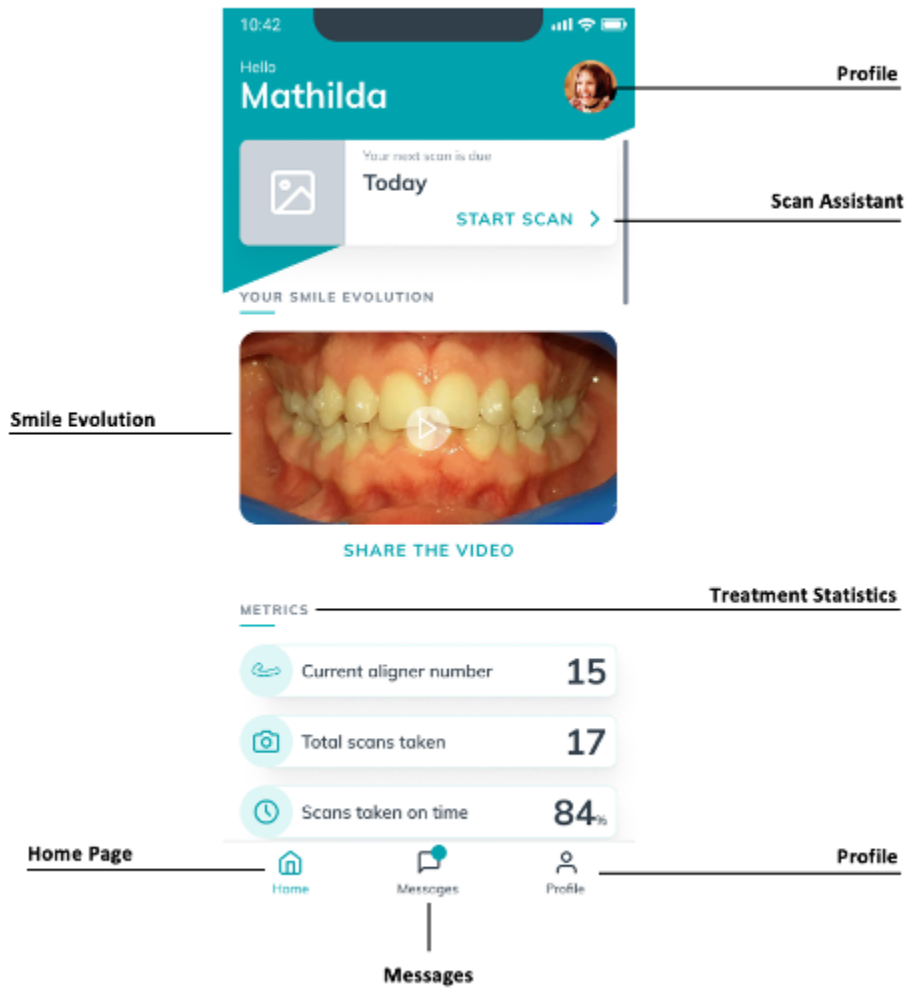 10:42
Hello
Mathilda
Profile
Your next scan is due
Today
Scan Assistant
START SCAN
YOUR SMILE EVOLUTION
Smile Evolution
SHARE THE VIDEO
Treatment Statistics
METRICS
Current aligner number 15
Total scans taken 17
Scans taken on time 84%
Home Page
Profile
Home Messages Profile
Messages